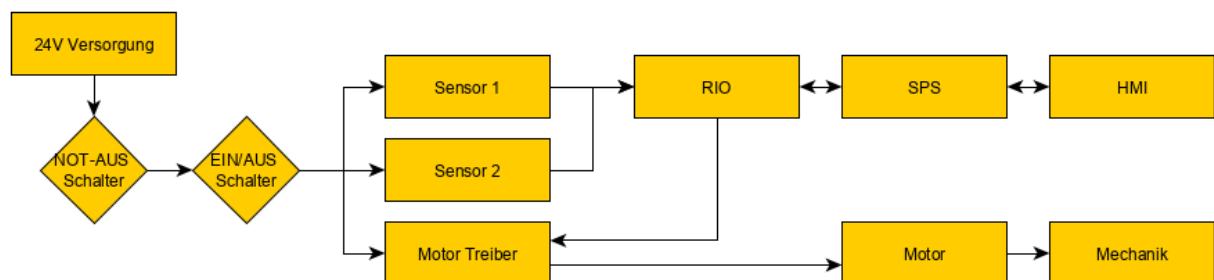 24V Versorgung
NOT-AUS
Schalter
EIN/AUS
Schalter
Sensor 1
Sensor 2
Motor Treiber
RIO
SPS
HMI
Motor
Mechanik